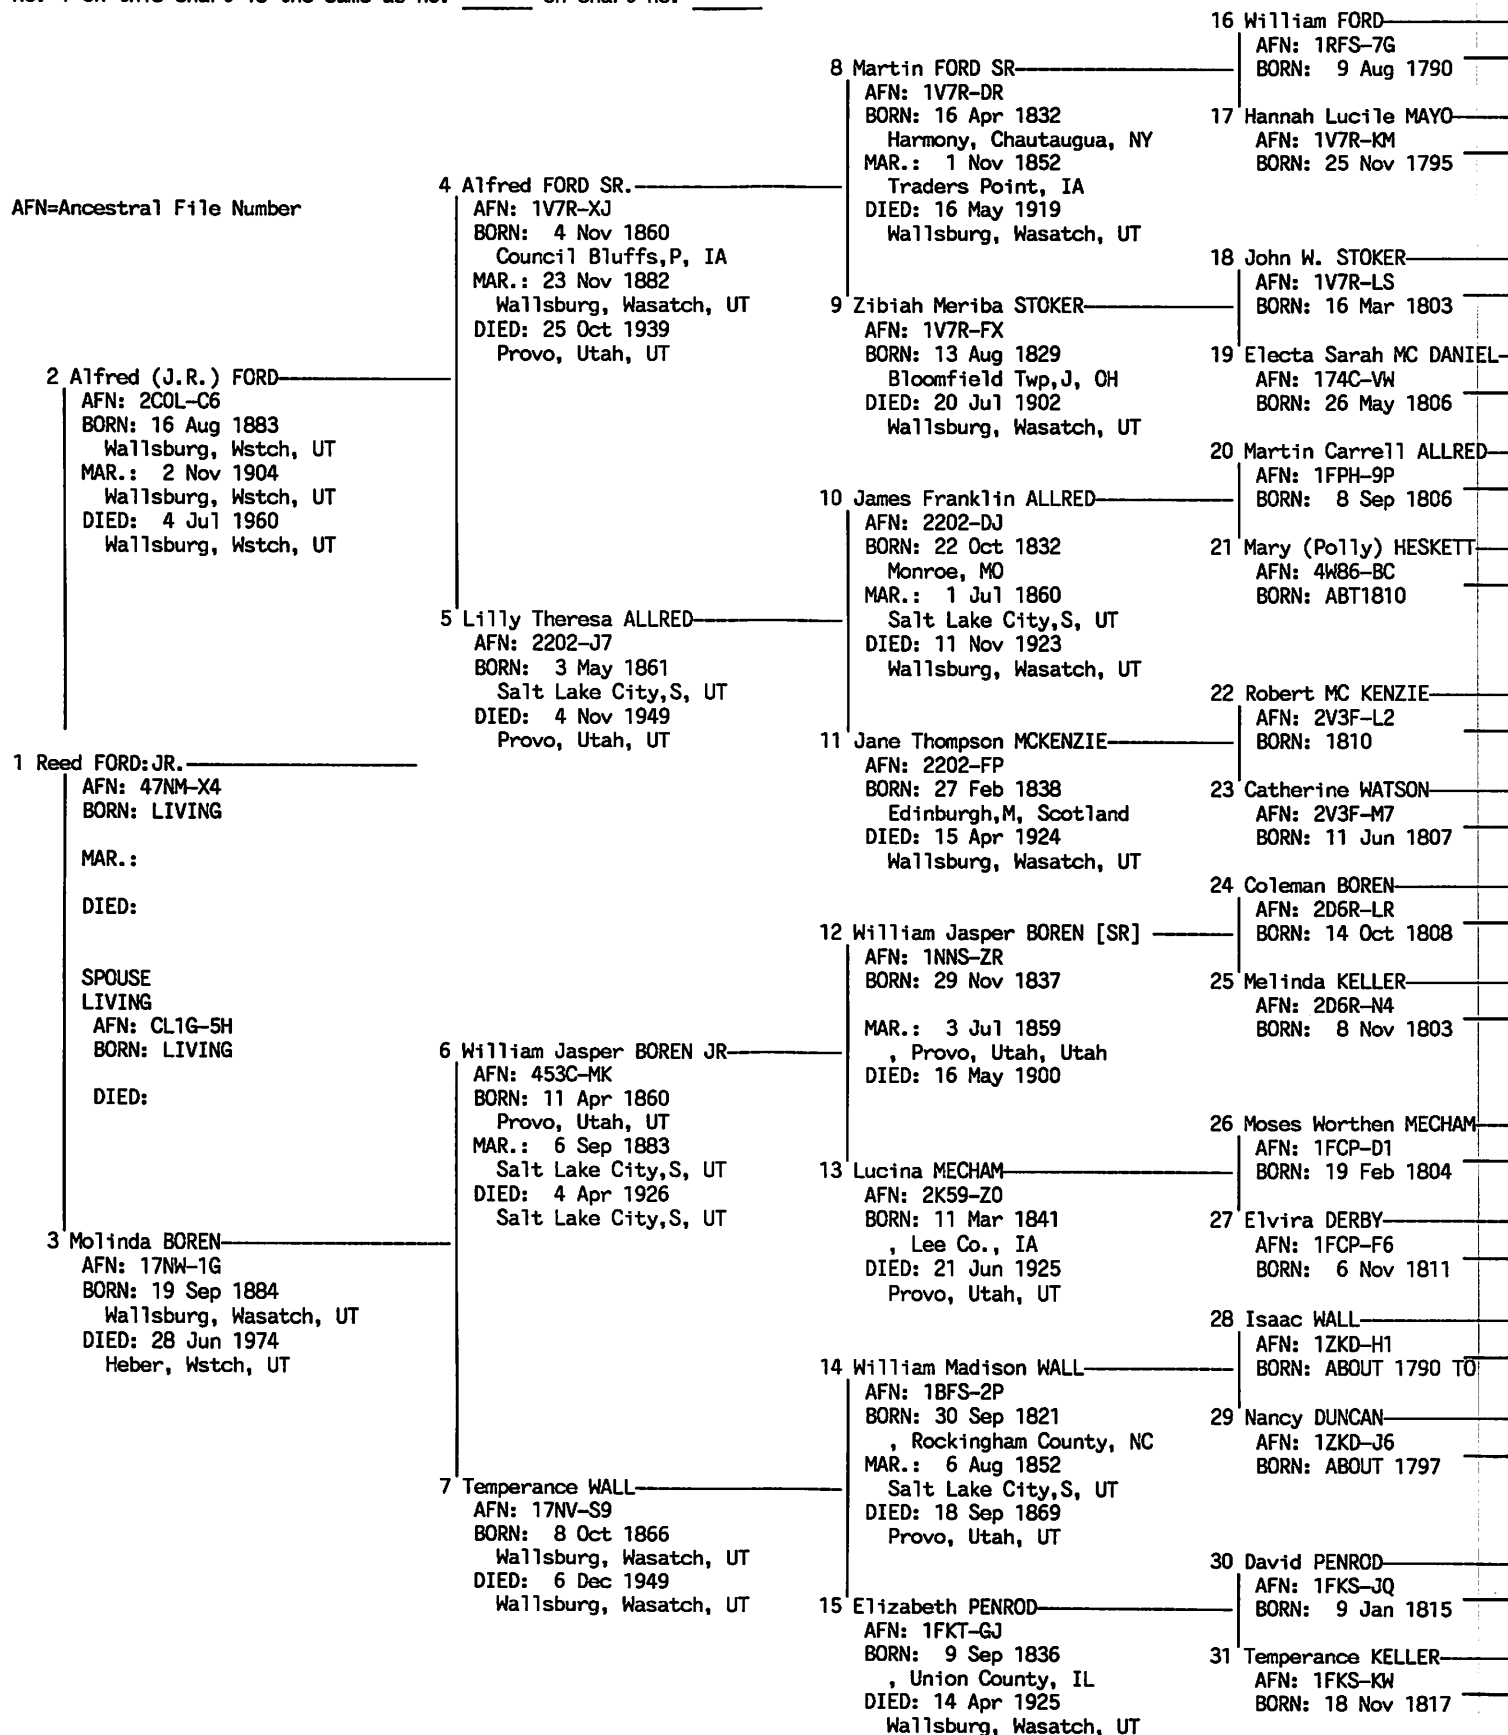 16 William FORD
AFN: 1RFS-7G
BORN: 9 Aug 1790
8 Martin FORD SR
AFN: 1V7R-DR
BORN: 16 Apr 1832
Harmony, Chautaugua, NY
MAR.: 1 Nov 1852
Traders Point, IA
DIED: 16 May 1919
Wallsburg, Wasatch, UT
17 Hannah Lucile MAYO
AFN: 1V7R-KM
BORN: 25 Nov 1795
4 Alfred FORD SR.
AFN: 1V7R-XJ
BORN: 4 Nov 1860
Council Bluffs,P, IA
MAR.: 23 Nov 1882
Wallsburg, Wasatch, UT
DIED: 25 Oct 1939
Provo, Utah, UT
AFN=Ancestral File Number
18 John W. STOKER
AFN: 1V7R-LS
BORN: 16 Mar 1803
9 Zibiah Meriba STOKER
AFN: 1V7R-FX
BORN: 13 Aug 1829
Bloomfield Twp,J, OH
DIED: 20 Jul 1902
Wallsburg, Wasatch, UT
19 Electa Sarah MC DANIEL
AFN: 174C-VW
BORN: 26 May 1806
2 Alfred (J.R.) FORD
AFN: 2C0L-C6
BORN: 16 Aug 1883
Wallsburg, Wstch, UT
MAR.: 2 Nov 1904
Wallsburg, Wstch, UT
DIED: 4 Jul 1960
Wallsburg, Wstch, UT
20 Martin Carrell ALLRED
AFN: 1FPH-9P
BORN: 8 Sep 1806
10 James Franklin ALLRED
AFN: 2202-DJ
BORN: 22 Oct 1832
Monroe, MO
MAR.: 1 Jul 1860
Salt Lake City,S, UT
DIED: 11 Nov 1923
Wallsburg, Wasatch, UT
21 Mary (Polly) HESKETT
AFN: 4W86-BC
BORN: ABT1810
5 Lilly Theresa ALLRED
AFN: 2202-J7
BORN: 3 May 1861
Salt Lake City,S, UT
DIED: 4 Nov 1949
Provo, Utah, UT
22 Robert MC KENZIE
AFN: 2V3F-L2
BORN: 1810
11 Jane Thompson MCKENZIE
AFN: 2202-FP
BORN: 27 Feb 1838
Edinburgh,M, Scotland
DIED: 15 Apr 1924
Wallsburg, Wasatch, UT
23 Catherine WATSON
AFN: 2V3F-M7
BORN: 11 Jun 1807
1 Reed FORD:JR.
AFN: 47NM-X4
BORN: LIVING
MAR.:
DIED:
SPOUSE
LIVING
AFN: CL1G-5H
BORN: LIVING
DIED:
24 Coleman BOREN
AFN: 2D6R-LR
BORN: 14 Oct 1808
12 William Jasper BOREN [SR]
AFN: 1NNS-ZR
BORN: 29 Nov 1837
MAR.: 3 Jul 1859
, Provo, Utah, Utah
DIED: 16 May 1900
25 Melinda KELLER
AFN: 2D6R-N4
BORN: 8 Nov 1803
6 William Jasper BOREN JR
AFN: 453C-MK
BORN: 11 Apr 1860
Provo, Utah, UT
MAR.: 6 Sep 1883
Salt Lake City,S, UT
DIED: 4 Apr 1926
Salt Lake City,S, UT
26 Moses Worthen MECHAM
AFN: 1FCP-D1
BORN: 19 Feb 1804
13 Lucina MECHAM
AFN: 2K59-Z0
BORN: 11 Mar 1841
, Lee Co., IA
DIED: 21 Jun 1925
Provo, Utah, UT
27 Elvira DERBY
AFN: 1FCP-F6
BORN: 6 Nov 1811
3 Molinda BOREN
AFN: 17NW-1G
BORN: 19 Sep 1884
Wallsburg, Wasatch, UT
DIED: 28 Jun 1974
Heber, Wstch, UT
28 Isaac WALL
AFN: 1ZKD-H1
BORN: ABOUT 1790 TO
14 William Madison WALL
AFN: 1BFS-2P
BORN: 30 Sep 1821
, Rockingham County, NC
MAR.: 6 Aug 1852
Salt Lake City,S, UT
DIED: 18 Sep 1869
Provo, Utah, UT
29 Nancy DUNCAN
AFN: 1ZKD-J6
BORN: ABOUT 1797
7 Temperance WALL
AFN: 17NV-S9
BORN: 8 Oct 1866
Wallsburg, Wasatch, UT
DIED: 6 Dec 1949
Wallsburg, Wasatch, UT
30 David PENROD
AFN: 1FKS-JQ
BORN: 9 Jan 1815
15 Elizabeth PENROD
AFN: 1FKT-GJ
BORN: 9 Sep 1836
, Union County, IL
DIED: 14 Apr 1925
Wallsburg, Wasatch, UT
31 Temperance KELLER
AFN: 1FKS-KW
BORN: 18 Nov 1817